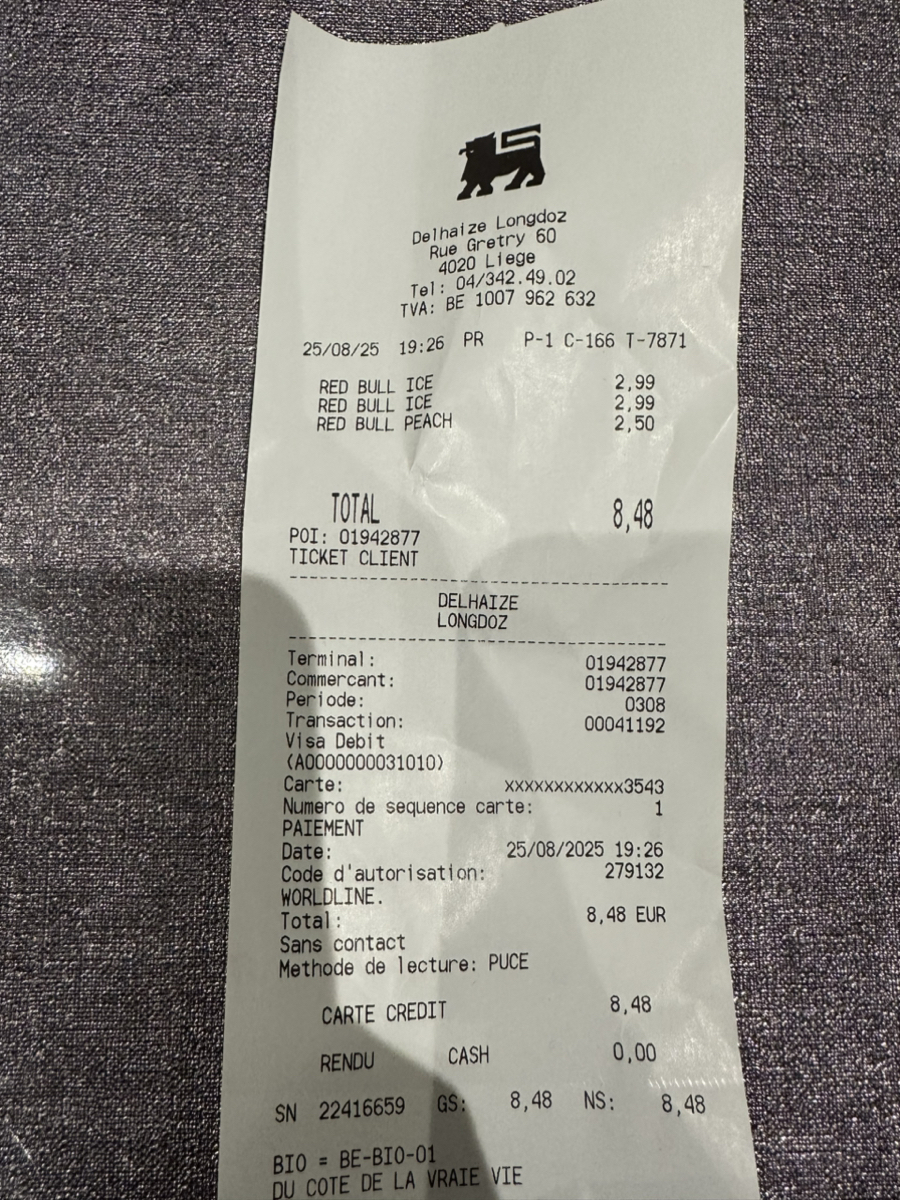 Delhaize Longdoz
Rue Gretry 60
4020 Liege
Tel: 04/342.49.02
TVA: BE 1007 962 632
25/08/25 19:26 PR P-1 C-166 T-7871
RED BULL ICE 2,99
RED BULL ICE 2,99
RED BULL PEACH 2,50
TOTAL 8,48
POI: 01942877
TICKET CLIENT
DELHAIZE
LONGDOZ
Terminal: 01942877
Commercant: 01942877
Periode: 0308
Transaction: 00041192
Visa Debit
(A0000000031010)
Carte: xxxxxxxxxxxx3543
Numero de sequence carte: 1
PAIEMENT
Date: 25/08/2025 19:26
Code d'autorisation: 279132
WORLDLINE.
Total: 8,48 EUR
Sans contact
Methode de lecture: PUCE
CARTE CREDIT 8,48
RENDU CASH 0,00
SN 22416659 GS: 8,48 NS: 8,48
BIO = BE-BIO-01
DU COTE DE LA VRAIE VIE